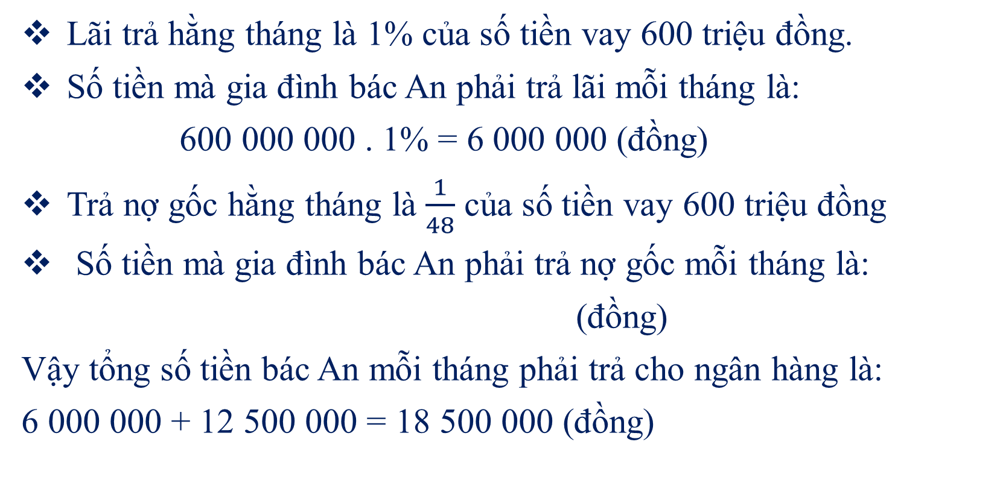 ❖ Lãi trả hằng tháng là 1% của số tiền vay 600 triệu đồng.
❖ Số tiền mà gia đình bác An phải trả lãi mỗi tháng là:
600 000 000 . 1% = 6 000 000 (đồng)
❖ Trả nợ gốc hằng tháng là 1/48 của số tiền vay 600 triệu đồng
❖ Số tiền mà gia đình bác An phải trả nợ gốc mỗi tháng là:
(đồng)
Vậy tổng số tiền bác An mỗi tháng phải trả cho ngân hàng là:
6 000 000 + 12 500 000 = 18 500 000 (đồng)